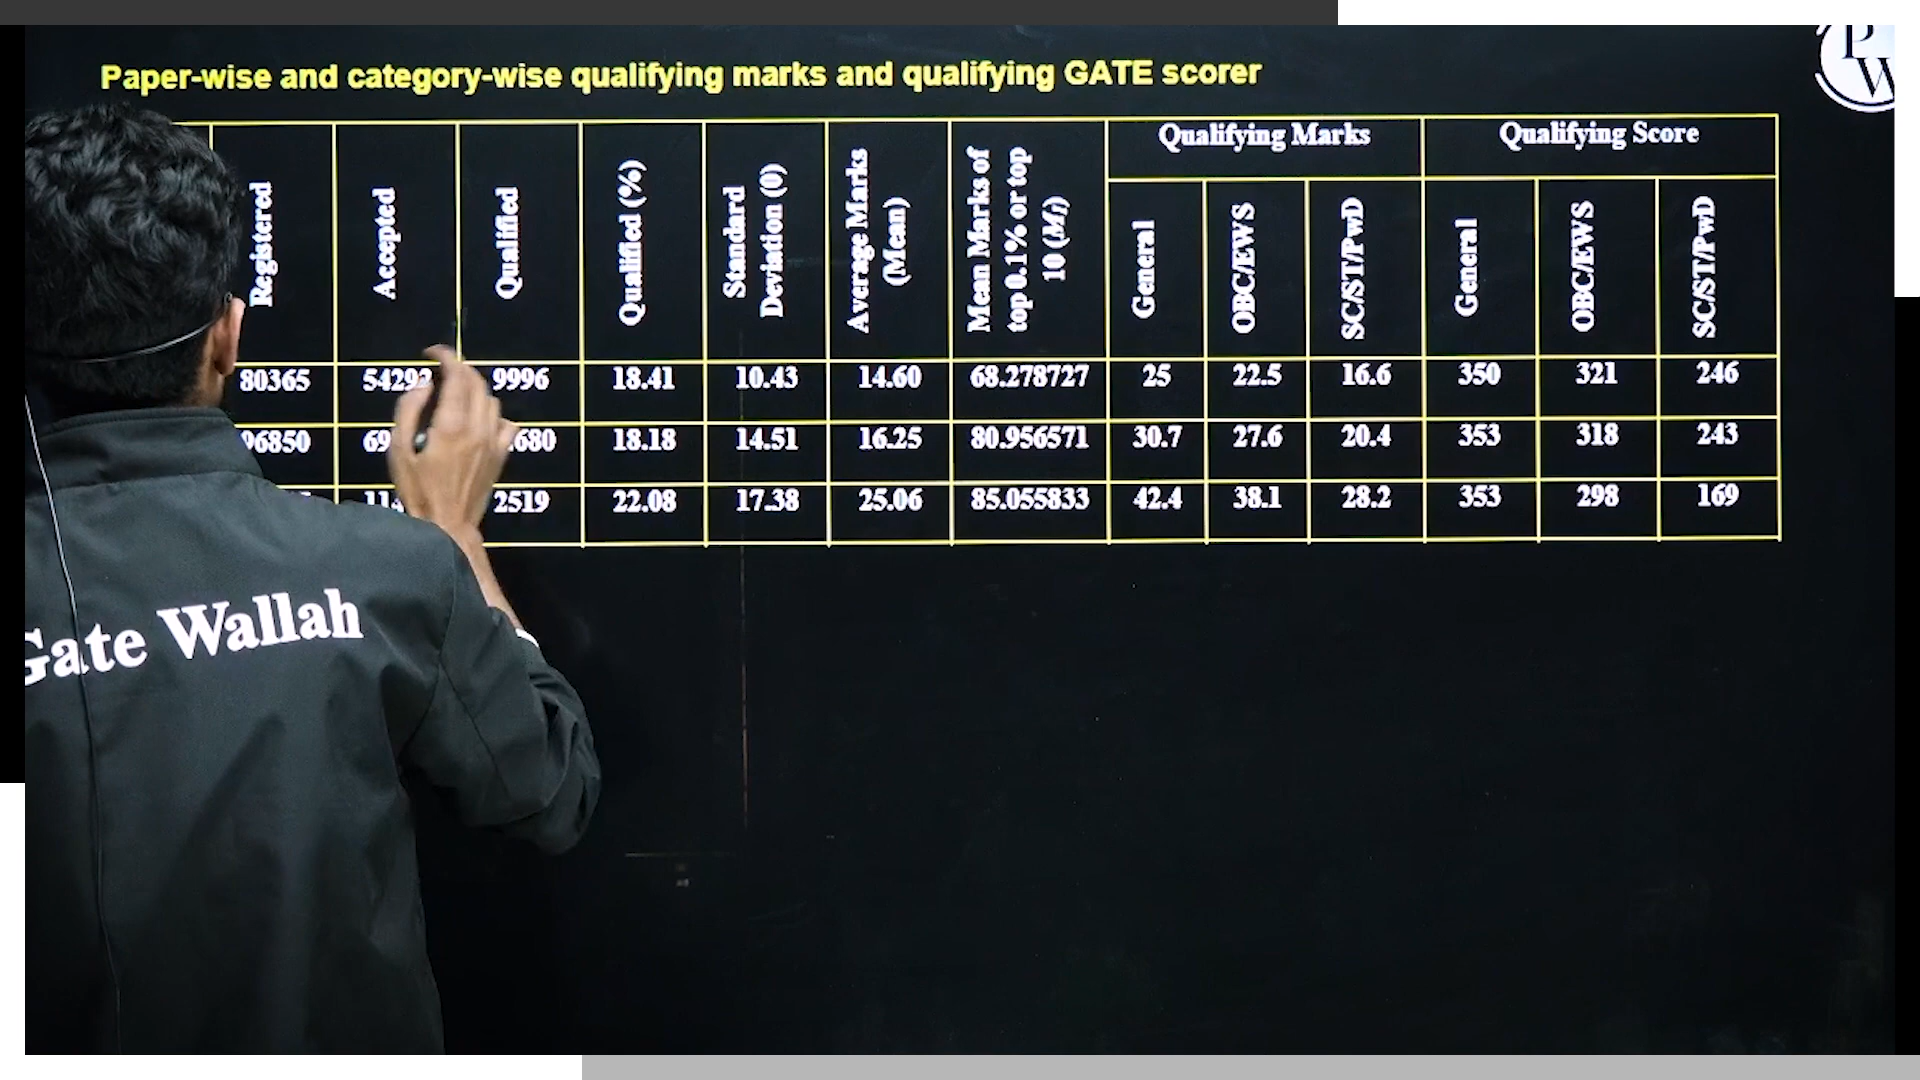 Paper-wise and category-wise qualifying marks and qualifying GATE scorer
PW
Registered Accepted Qualified Qualified (%) Standard Deviation (0) Average Marks (Mean) Mean Marks of top 0.1% or top 10 (M1) Qualifying Marks Qualifying Score
General OBC/EWS SC/ST/PwD General OBC/EWS SC/ST/PwD
80365 9996 18.41 10.43 14.60 68.278727 25 22.5 16.6 350 321 246
18.18 14.51 16.25 80.956571 30.7 27.6 20.4 353 318 243
2519 22.08 17.38 25.06 85.055833 42.4 38.1 28.2 353 298 169
Gate Wallah